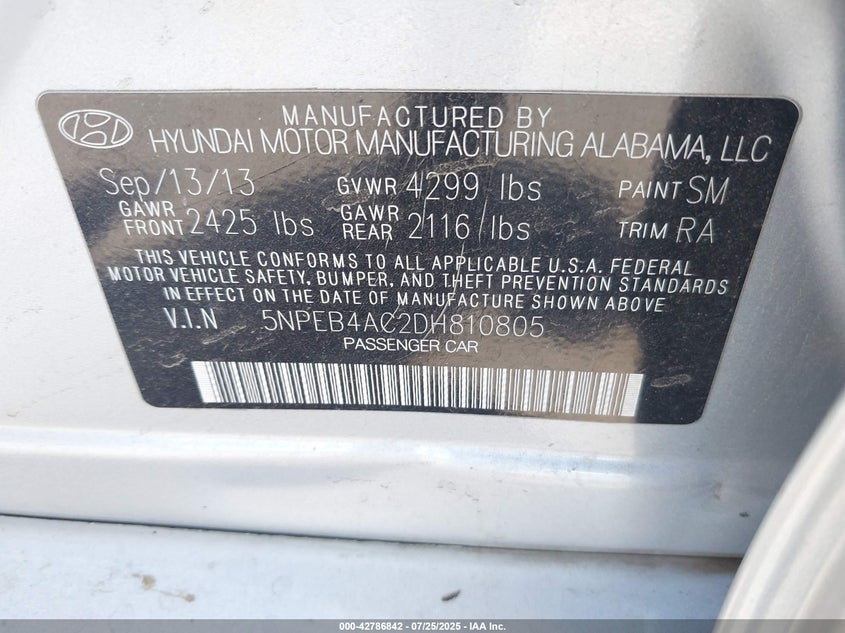 MANUFACTURED BY
HYUNDAI MOTOR MANUFACTURING ALABAMA, LLC
Sep/13/13 GVWR 4299 lbs PAINT SM
GAWR FRONT 2425 lbs GAWR REAR 2116 lbs TRIM RA
THIS VEHICLE CONFORMS TO ALL APPLICABLE U.S.A. FEDERAL
MOTOR VEHICLE SAFETY, BUMPER, AND THEFT PREVENTION STANDARDS
IN EFFECT ON THE DATE OF MANUFACTURE SHOWN ABOVE
V.I.N 5NPEB4AC2DH810805
PASSENGER CAR
000-42786842 / 07/25/2025 - IAA Inc.